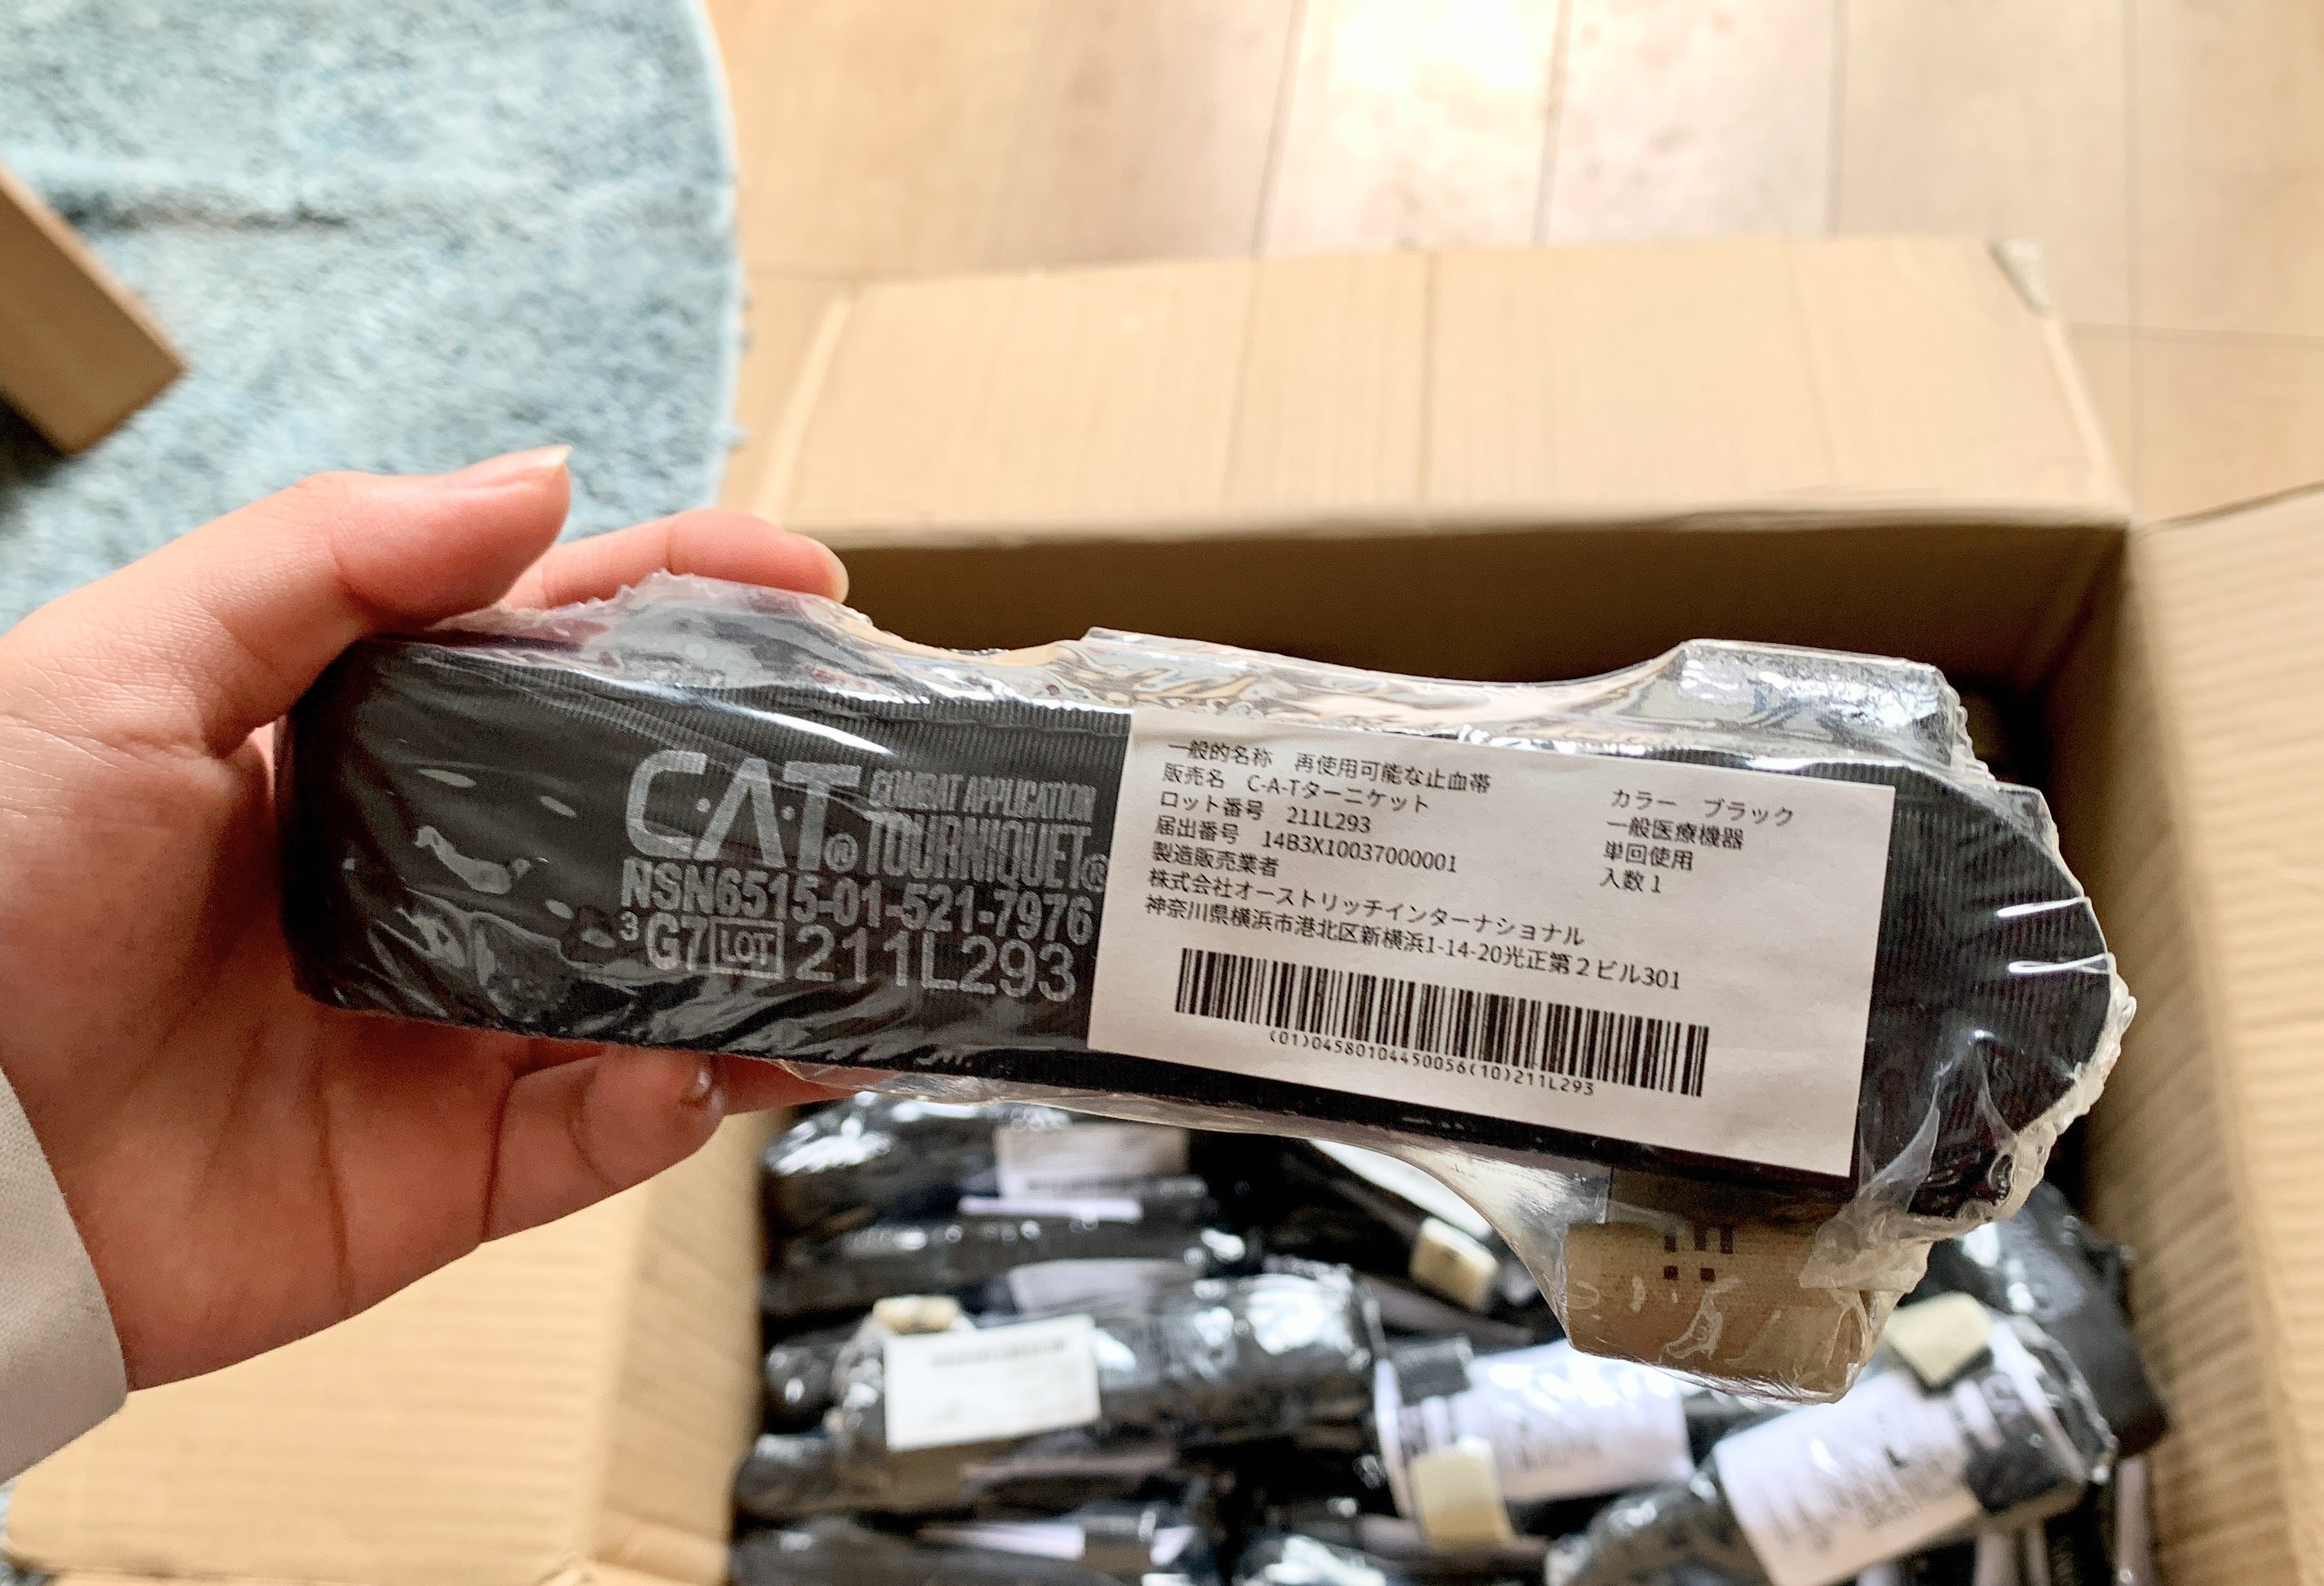 C·A·T® COMBAT APPLICATION
TOURNIQUET®
NSN6515-01-521-7976
3 G7 LOT 211L293
一般的名称 再使用可能な止血帯
販売名 C-A-Tターニケット
ロット番号 211L293
届出番号 14B3X10037000001
製造販売業者
株式会社オーストリッチインターナショナル
神奈川県横浜市港北区新横浜1-14-20光正第2ビル301
カラー ブラック
一般医療機器
単回使用
入数 1
(01)04580104450056(10)211L293